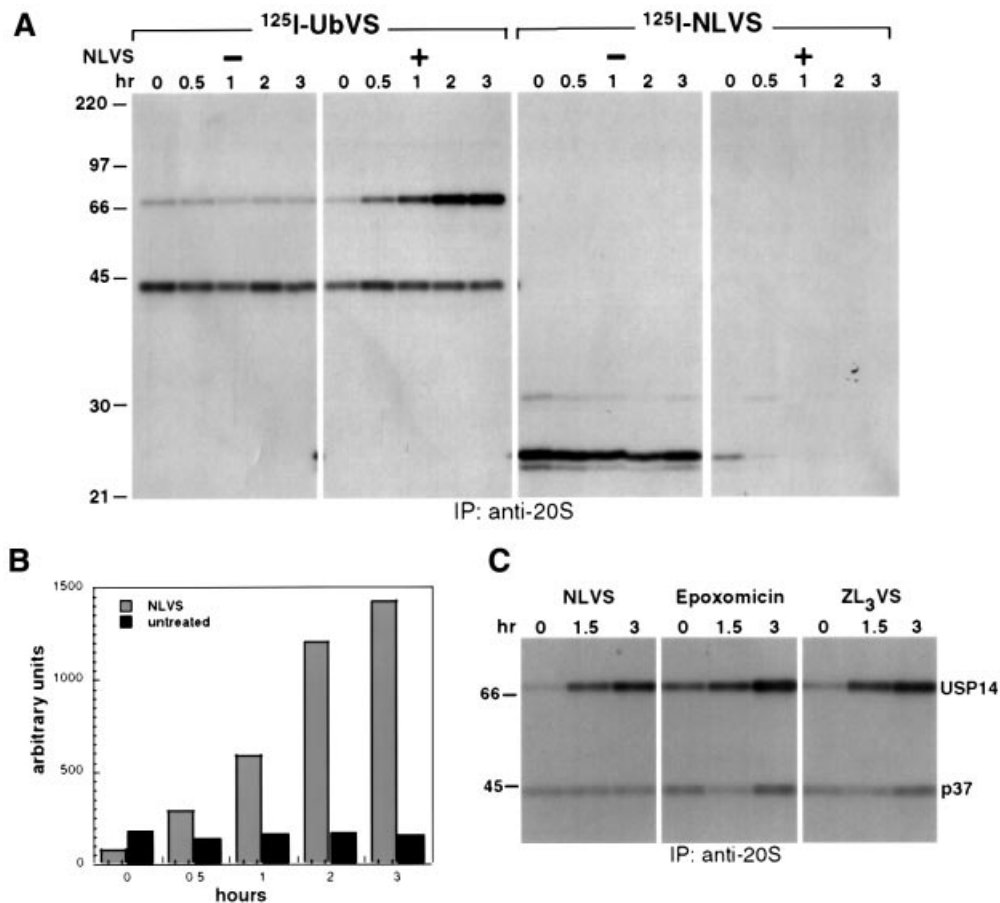 A
125I-UbVS 125I-NLVS
NLVS − + − +
hr 0 0.5 1 2 3 0 0.5 1 2 3 0 0.5 1 2 3 0 0.5 1 2 3
220
97
66
45
30
21
IP: anti-20S
B
1500
1000
500
0
NLVS
untreated
arbitrary units
0 0 5 1 2 3
hours
C
NLVS Epoxomicin ZL3VS
hr 0 1.5 3 0 1.5 3 0 1.5 3
66 USP14
45 p37
IP: anti-20S